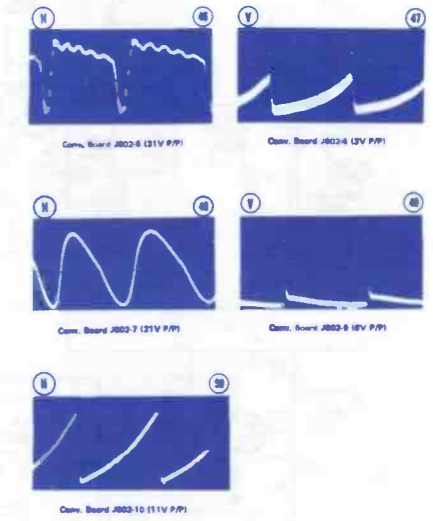 H 46
V 47
Conv. Board J802-5 (31V P/P)
Conv. Board J802-6 (3V P/P)
H 48
V 49
Conv. Board J802-7 (21V P/P)
Conv. Board J802-9 (6V P/P)
H 50
Conv. Board J802-10 (11V P/P)